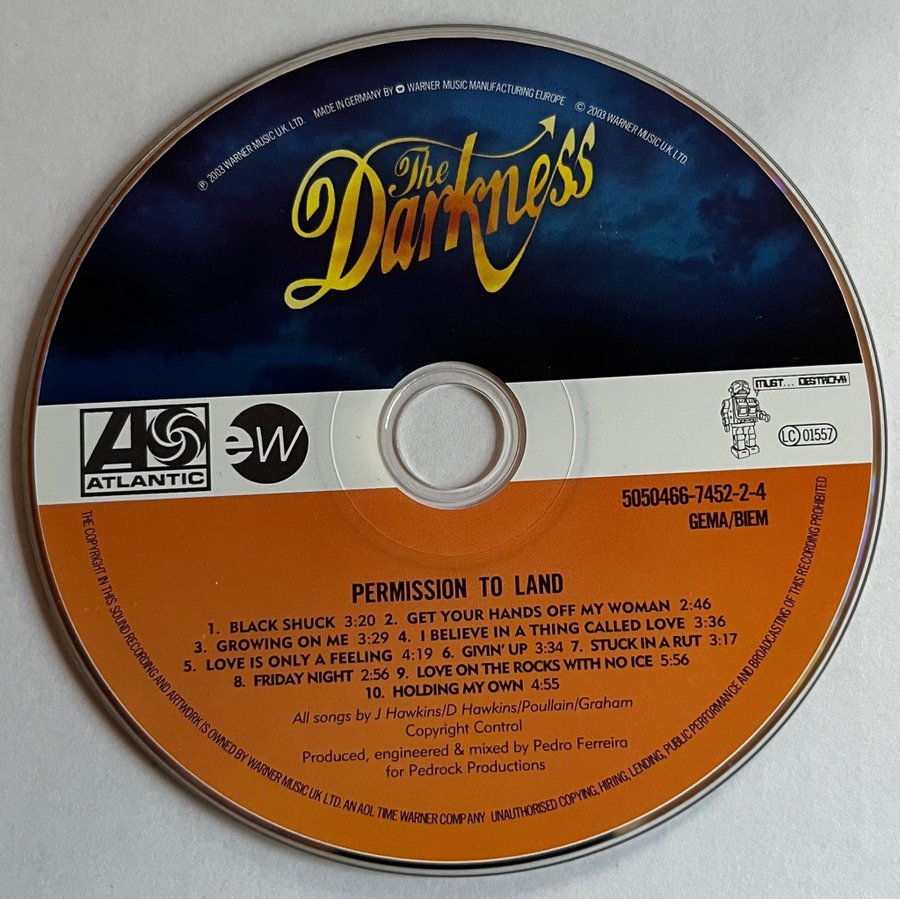 ℗ 2003 WARNER MUSIC U.K. LTD. MADE IN GERMANY BY WARNER MUSIC MANUFACTURING EUROPE © 2003 WARNER MUSIC U.K. LTD.
The
Darkness
MUST... DESTROY!!
ATLANTIC
ew
LC 01557
5050466-7452-2-4
GEMA/BIEM
PERMISSION TO LAND
1. BLACK SHUCK 3:20 2. GET YOUR HANDS OFF MY WOMAN 2:46
3. GROWING ON ME 3:29 4. I BELIEVE IN A THING CALLED LOVE 3:36
5. LOVE IS ONLY A FEELING 4:19 6. GIVIN' UP 3:34 7. STUCK IN A RUT 3:17
8. FRIDAY NIGHT 2:56 9. LOVE ON THE ROCKS WITH NO ICE 5:56
10. HOLDING MY OWN 4:55
All songs by J Hawkins/D Hawkins/Poullain/Graham
Copyright Control
Produced, engineered & mixed by Pedro Ferreira
for Pedrock Productions
THE COPYRIGHT IN THIS SOUND RECORDING AND ARTWORK IS OWNED BY WARNER MUSIC UK LTD. AN AOL TIME WARNER COMPANY UNAUTHORISED COPYING, HIRING, LENDING, PUBLIC PERFORMANCE AND BROADCASTING OF THIS RECORDING PROHIBITED